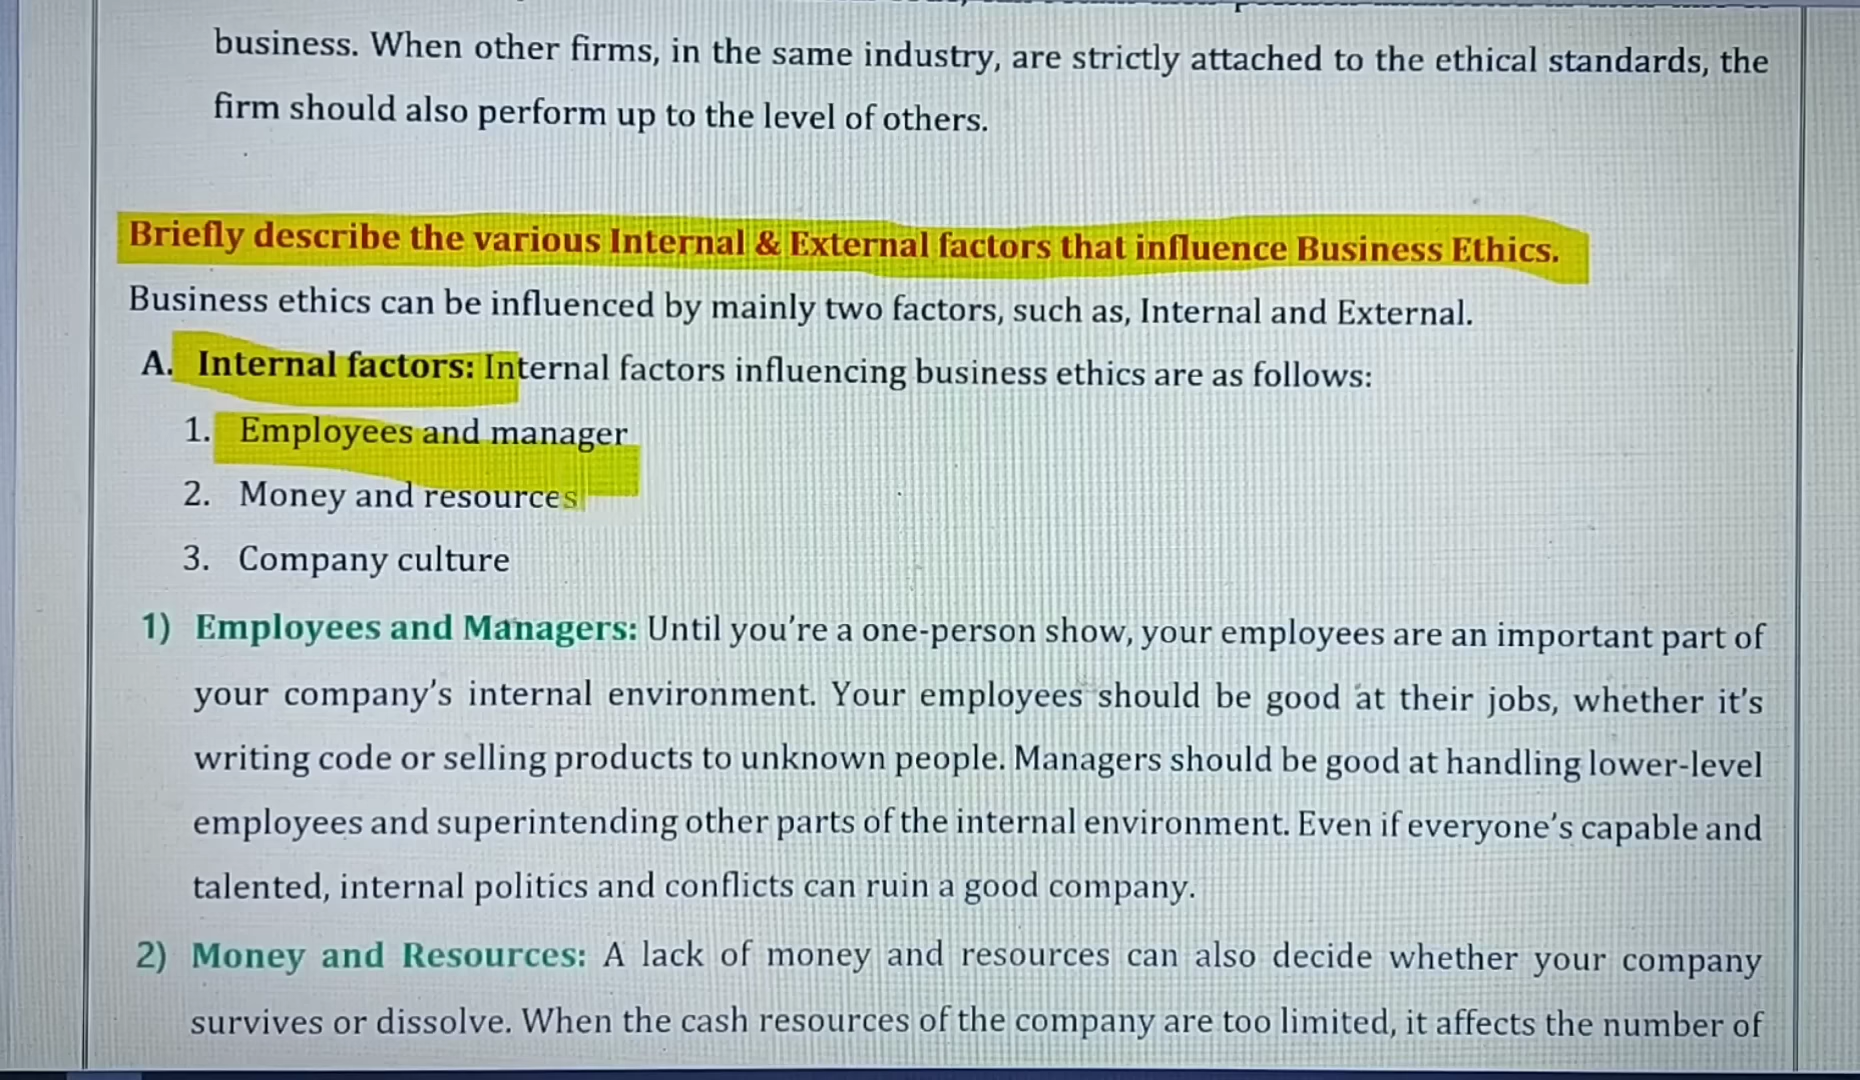 business. When other firms, in the same industry, are strictly attached to the ethical standards, the
firm should also perform up to the level of others.
Briefly describe the various Internal & External factors that influence Business Ethics.
Business ethics can be influenced by mainly two factors, such as, Internal and External.
A. Internal factors: Internal factors influencing business ethics are as follows:
1. Employees and manager
2. Money and resources
3. Company culture
1) Employees and Managers: Until you're a one-person show, your employees are an important part of
your company's internal environment. Your employees should be good at their jobs, whether it's
writing code or selling products to unknown people. Managers should be good at handling lower-level
employees and superintending other parts of the internal environment. Even if everyone's capable and
talented, internal politics and conflicts can ruin a good company.
2) Money and Resources: A lack of money and resources can also decide whether your company
survives or dissolve. When the cash resources of the company are too limited, it affects the number of